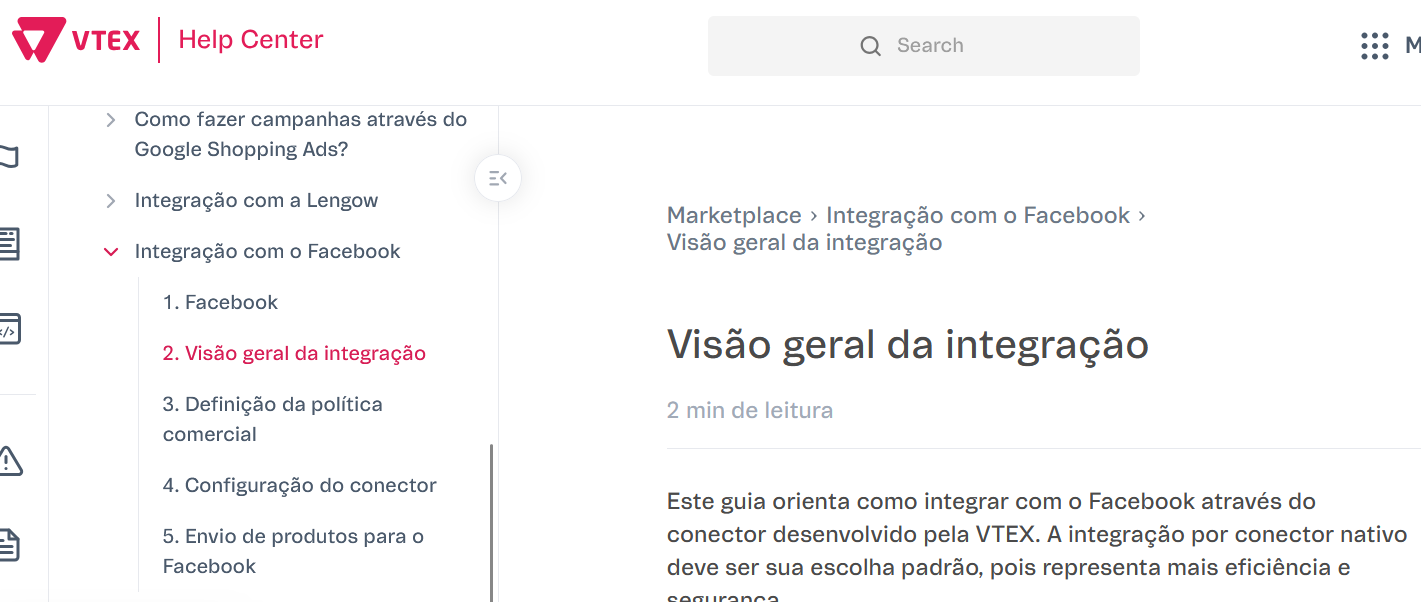 VTEX
Help Center
Search
M
Como fazer campanhas através do
Google Shopping Ads?
Integração com a Lengow
Integração com o Facebook
1. Facebook
2. Visão geral da integração
3. Definição da política
comercial
4. Configuração do conector
5. Envio de produtos para o
Facebook
Marketplace › Integração com o Facebook ›
Visão geral da integração
Visão geral da integração
2 min de leitura
Este guia orienta como integrar com o Facebook através do
conector desenvolvido pela VTEX. A integração por conector nativo
deve ser sua escolha padrão, pois representa mais eficiência e
segurança